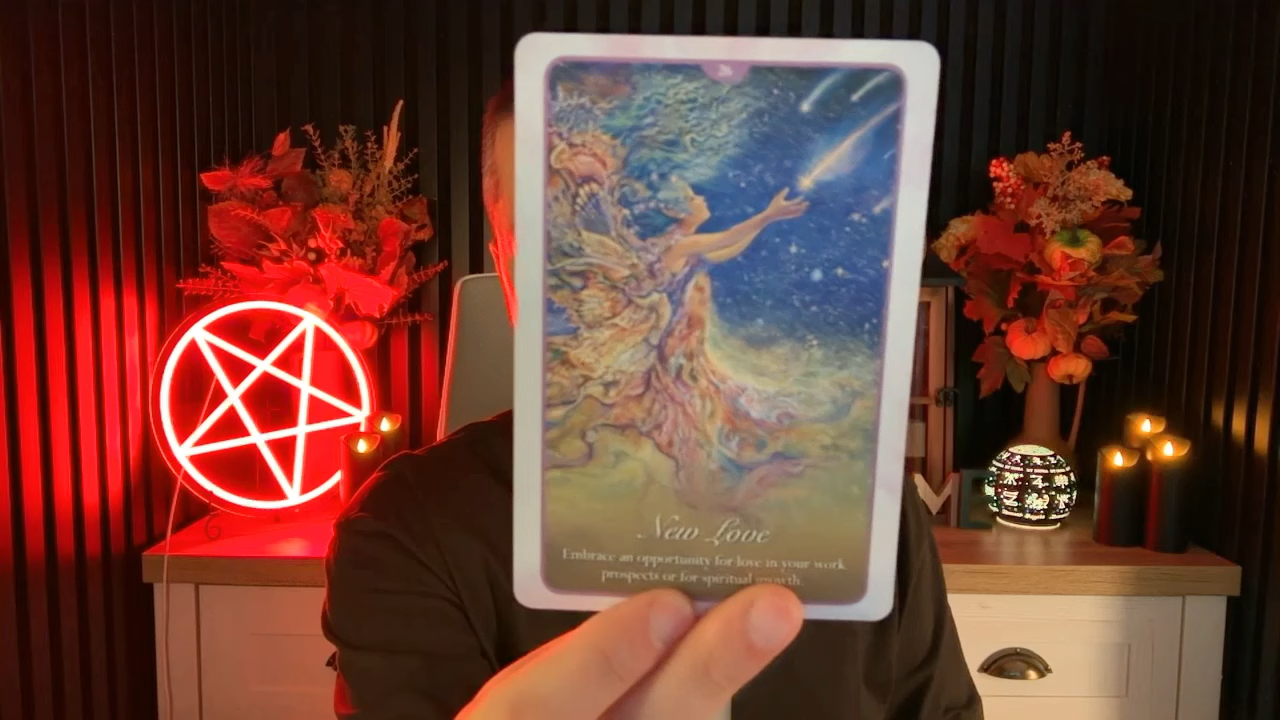 New Love
Embrace an opportunity for love in your work
prospects or for spiritual growth.